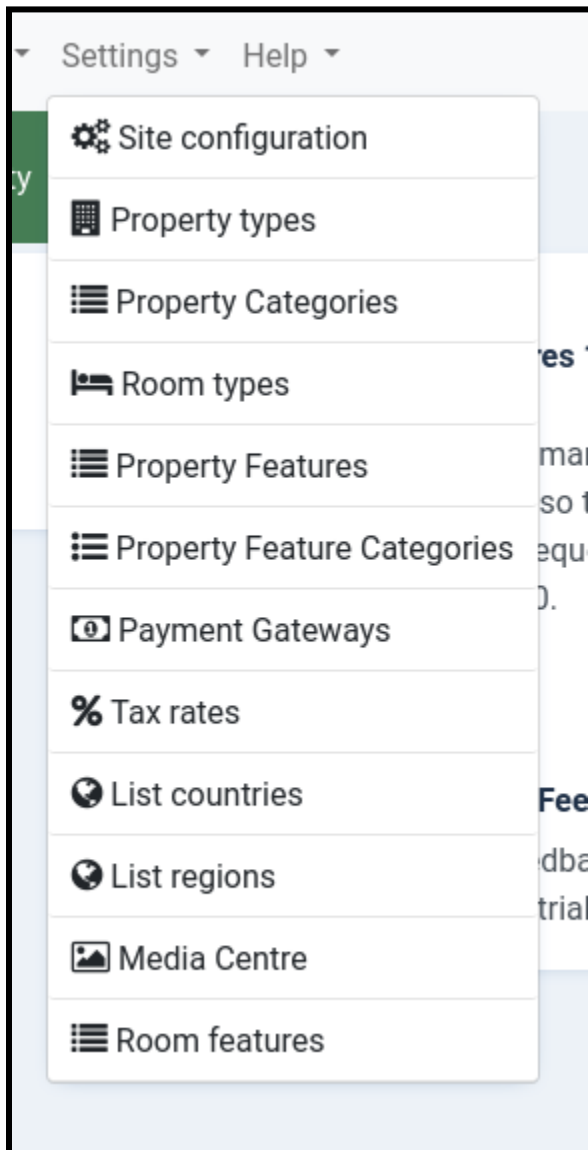 Settings Help
Site configuration
Property types
Property Categories
Room types
Property Features
Property Feature Categories
Payment Gateways
Tax rates
List countries
List regions
Media Centre
Room features